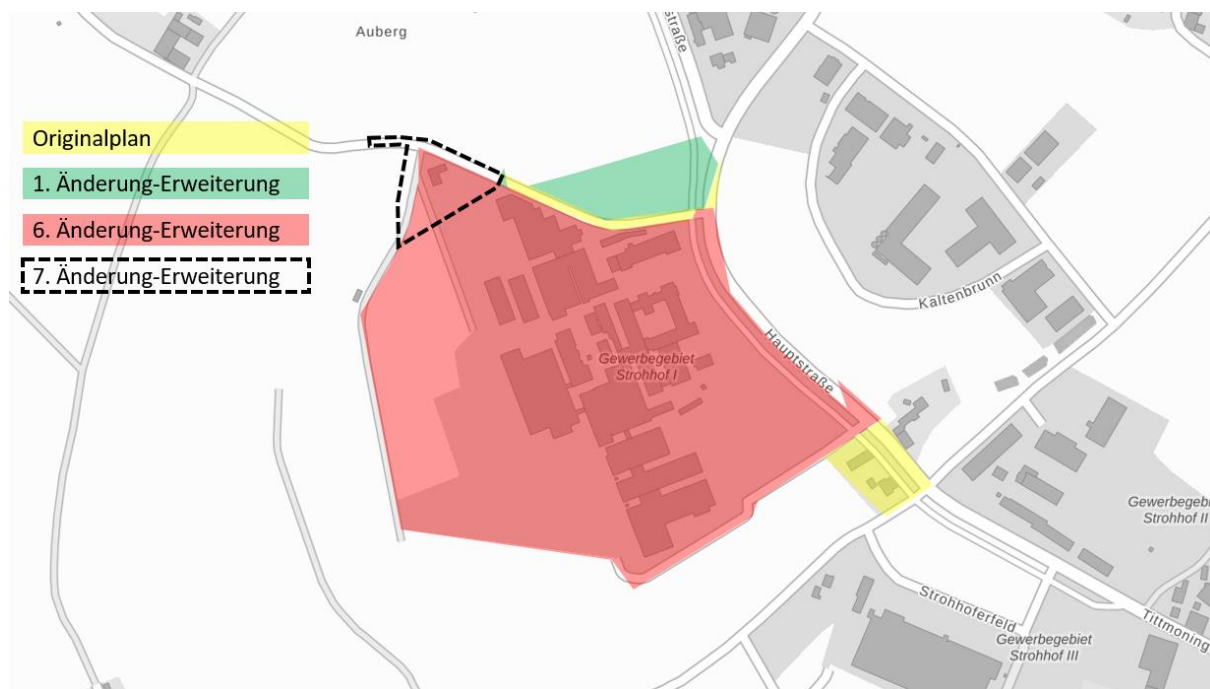 Auberg
Straße
Originalplan
1. Änderung-Erweiterung
6. Änderung-Erweiterung
7. Änderung-Erweiterung
Kaltenbrunn
Hauptstraße
Gewerbegebiet
Strohhof I
Gewerbegebi
Strohhof II
Strohhoferfeld
Tittmoning
Gewerbegebiet
Strohhof III